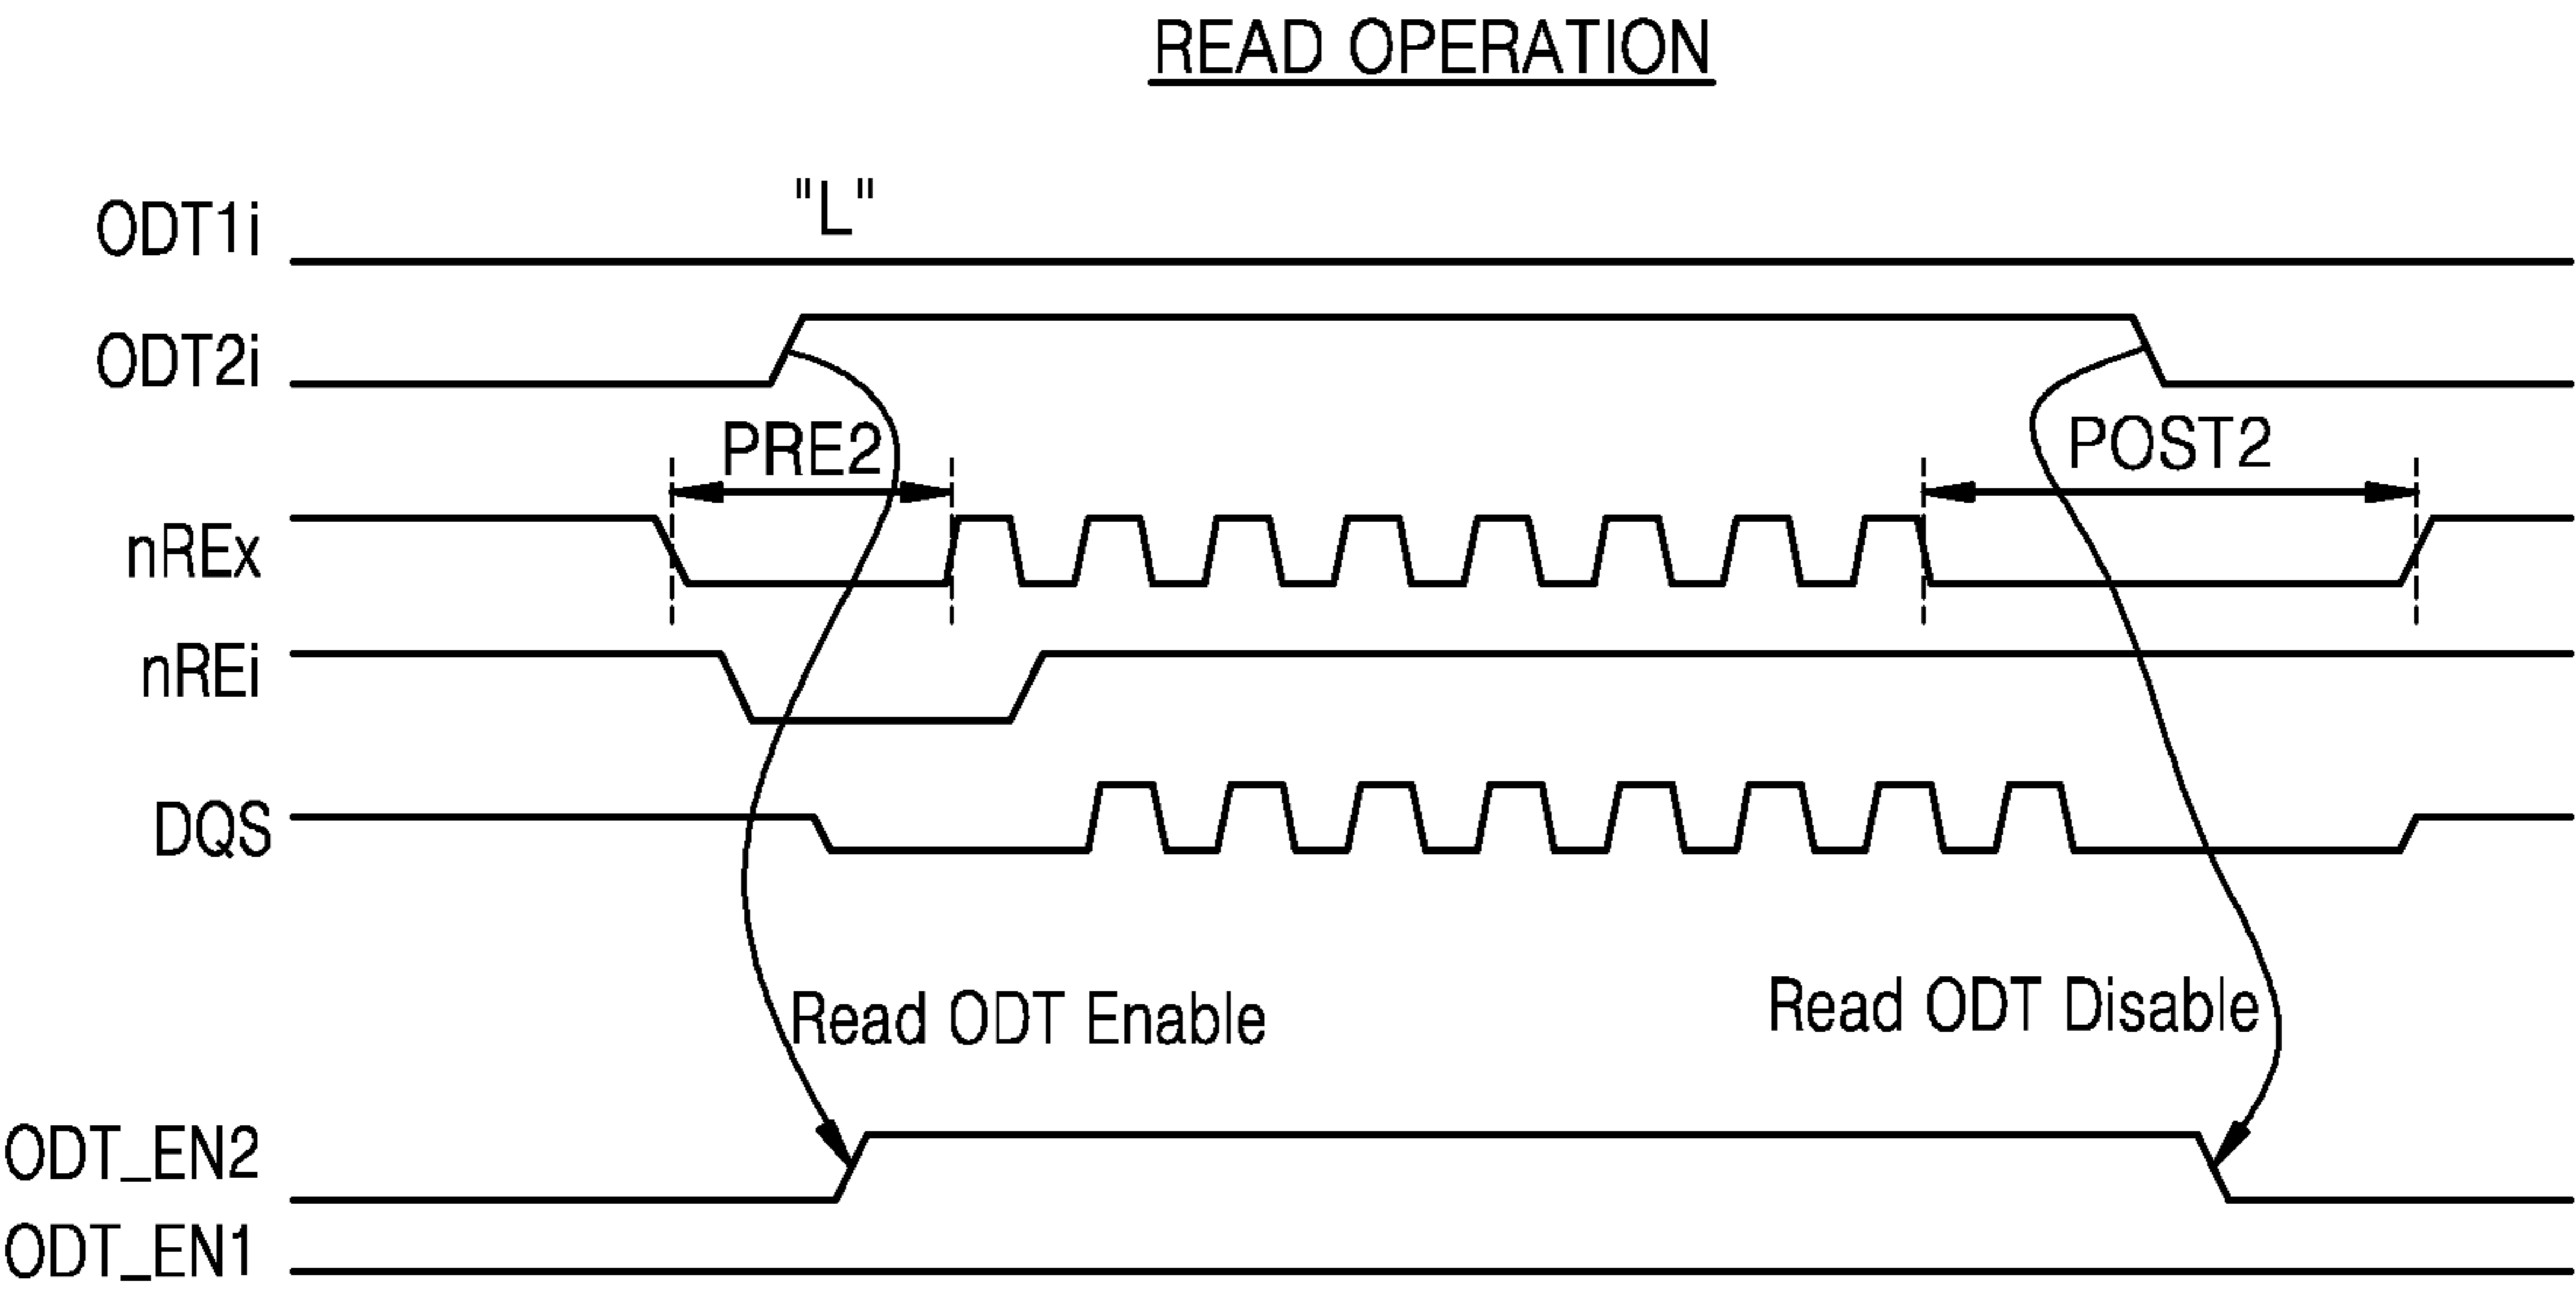 READ OPERATION
"L"
ODT1i
ODT2i
PRE2
POST2
nREx
nREi
DQS
Read ODT Enable
Read ODT Disable
ODT_EN2
ODT_EN1